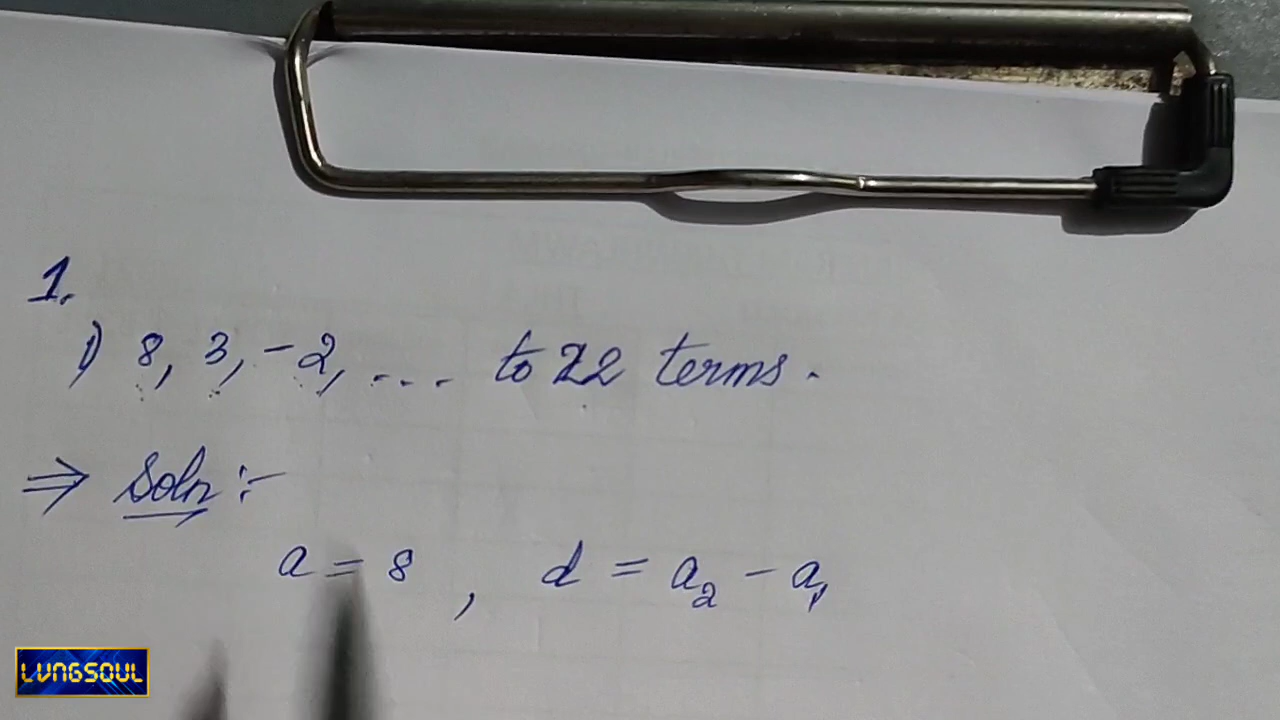 1.
i) 8, 3, -2, ... to 22 terms.
⇒ Soln :-
a = 8 , d = a₂ - a₁
LUNGSOUL